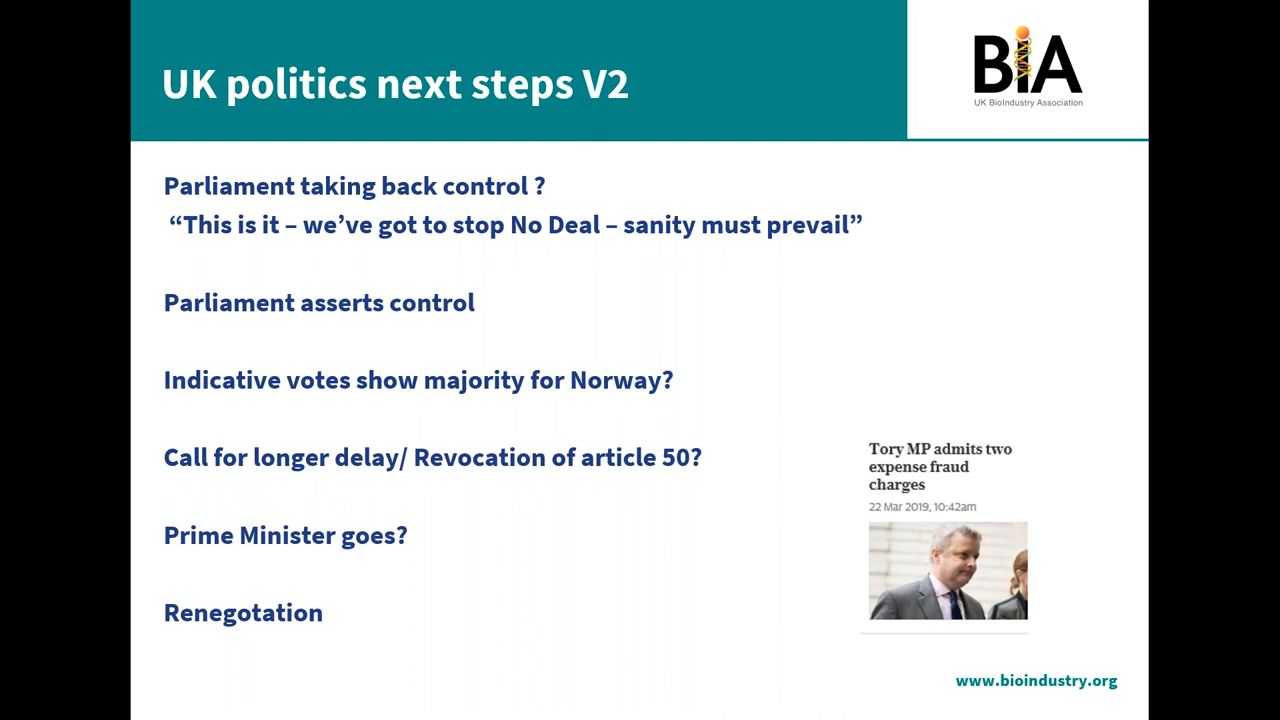 UK politics next steps V2
BiA
UK BioIndustry Association
Parliament taking back control ?
“This is it – we’ve got to stop No Deal – sanity must prevail”
Parliament asserts control
Indicative votes show majority for Norway?
Call for longer delay/ Revocation of article 50?
Prime Minister goes?
Renegotation
Tory MP admits two
expense fraud
charges
22 Mar 2019, 10:42am
www.bioindustry.org